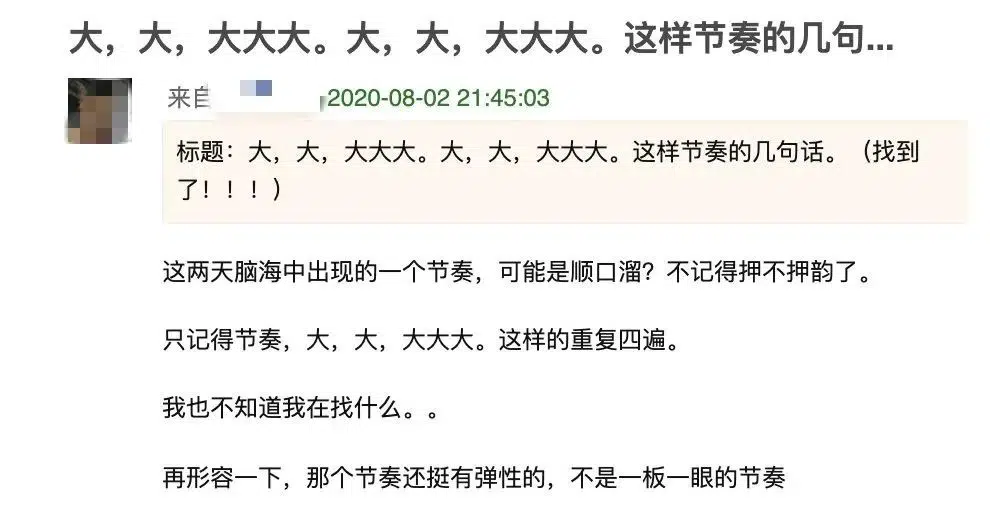 大，大，大大大。大，大，大大大。这样节奏的几句...
来自
2020-08-02 21:45:03
标题：大，大，大大大。大，大，大大大。这样节奏的几句话。（找到
了！！！）
这两天脑海中出现的一个节奏，可能是顺口溜？不记得押不押韵了。
只记得节奏，大，大，大大大。这样的重复四遍。
我也不知道我在找什么。。
再形容一下，那个节奏还挺有弹性的，不是一板一眼的节奏